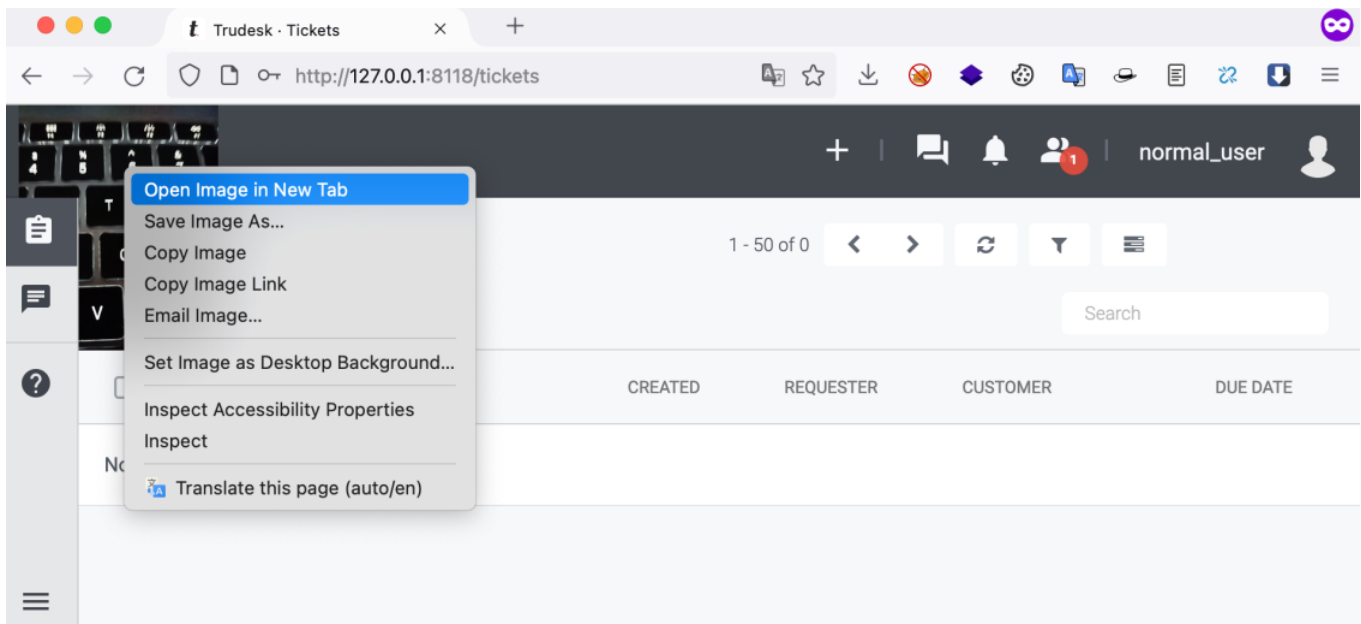 t Trudesk · Tickets
http://127.0.0.1:8118/tickets
1
normal_user
T
V
Open Image in New Tab
Save Image As...
Copy Image
Copy Image Link
Email Image...
Set Image as Desktop Background...
Inspect Accessibility Properties
Inspect
Translate this page (auto/en)
1 - 50 of 0
Search
CREATED REQUESTER CUSTOMER DUE DATE